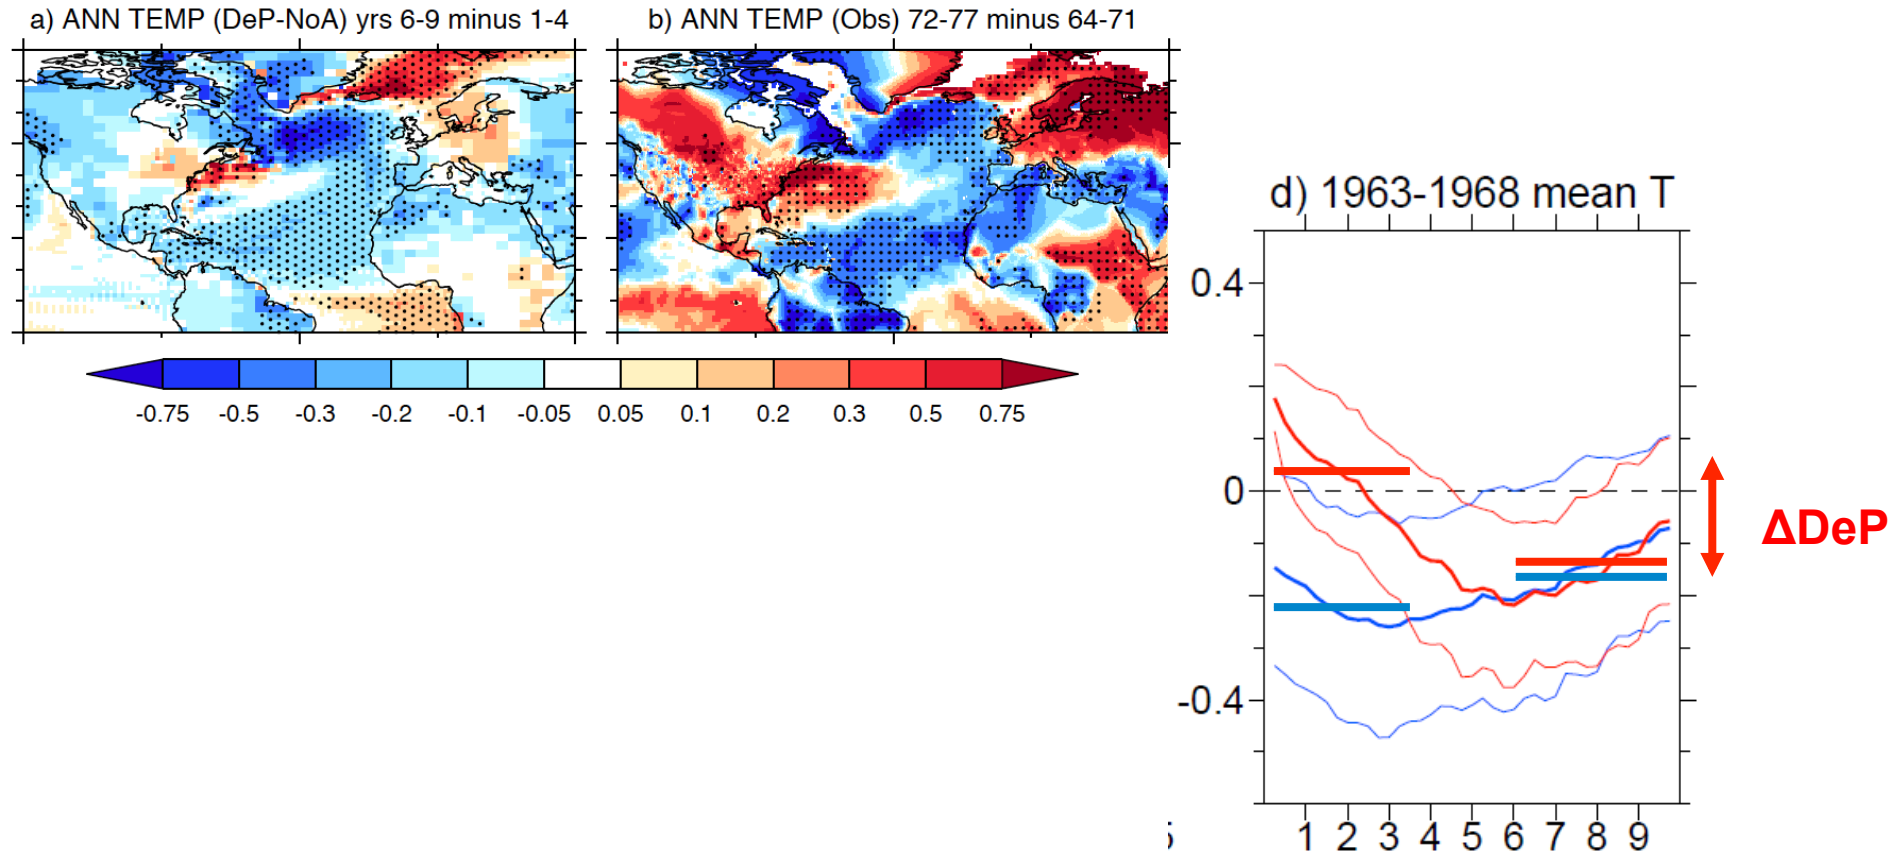 a) ANN TEMP (DeP-NoA) yrs 6-9 minus 1-4
b) ANN TEMP (Obs) 72-77 minus 64-71
-0.75 -0.5 -0.3 -0.2 -0.1 -0.05 0.05 0.1 0.2 0.3 0.5 0.75
d) 1963-1968 mean T
0.4
0
-0.4
ΔDeP
1 2 3 4 5 6 7 8 9